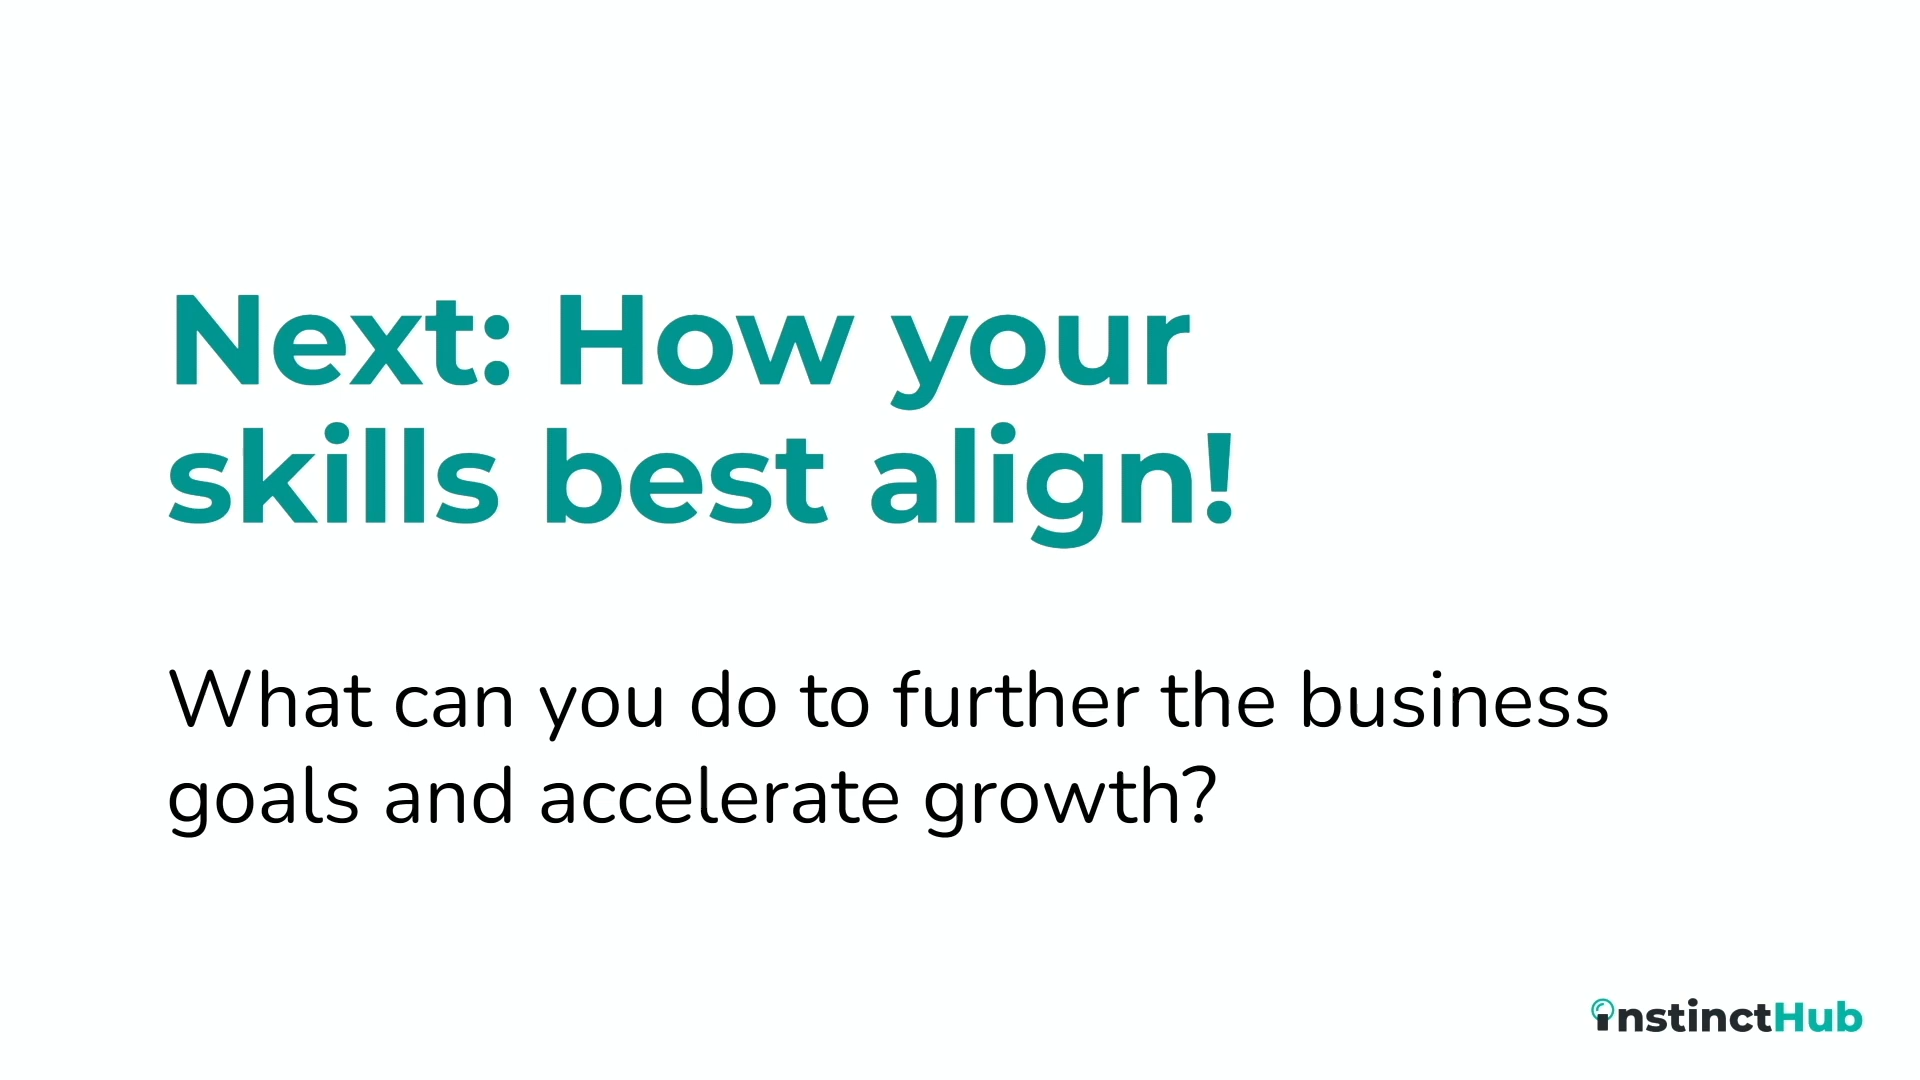 Next: How your
skills best align!
What can you do to further the business
goals and accelerate growth?
instinctHub